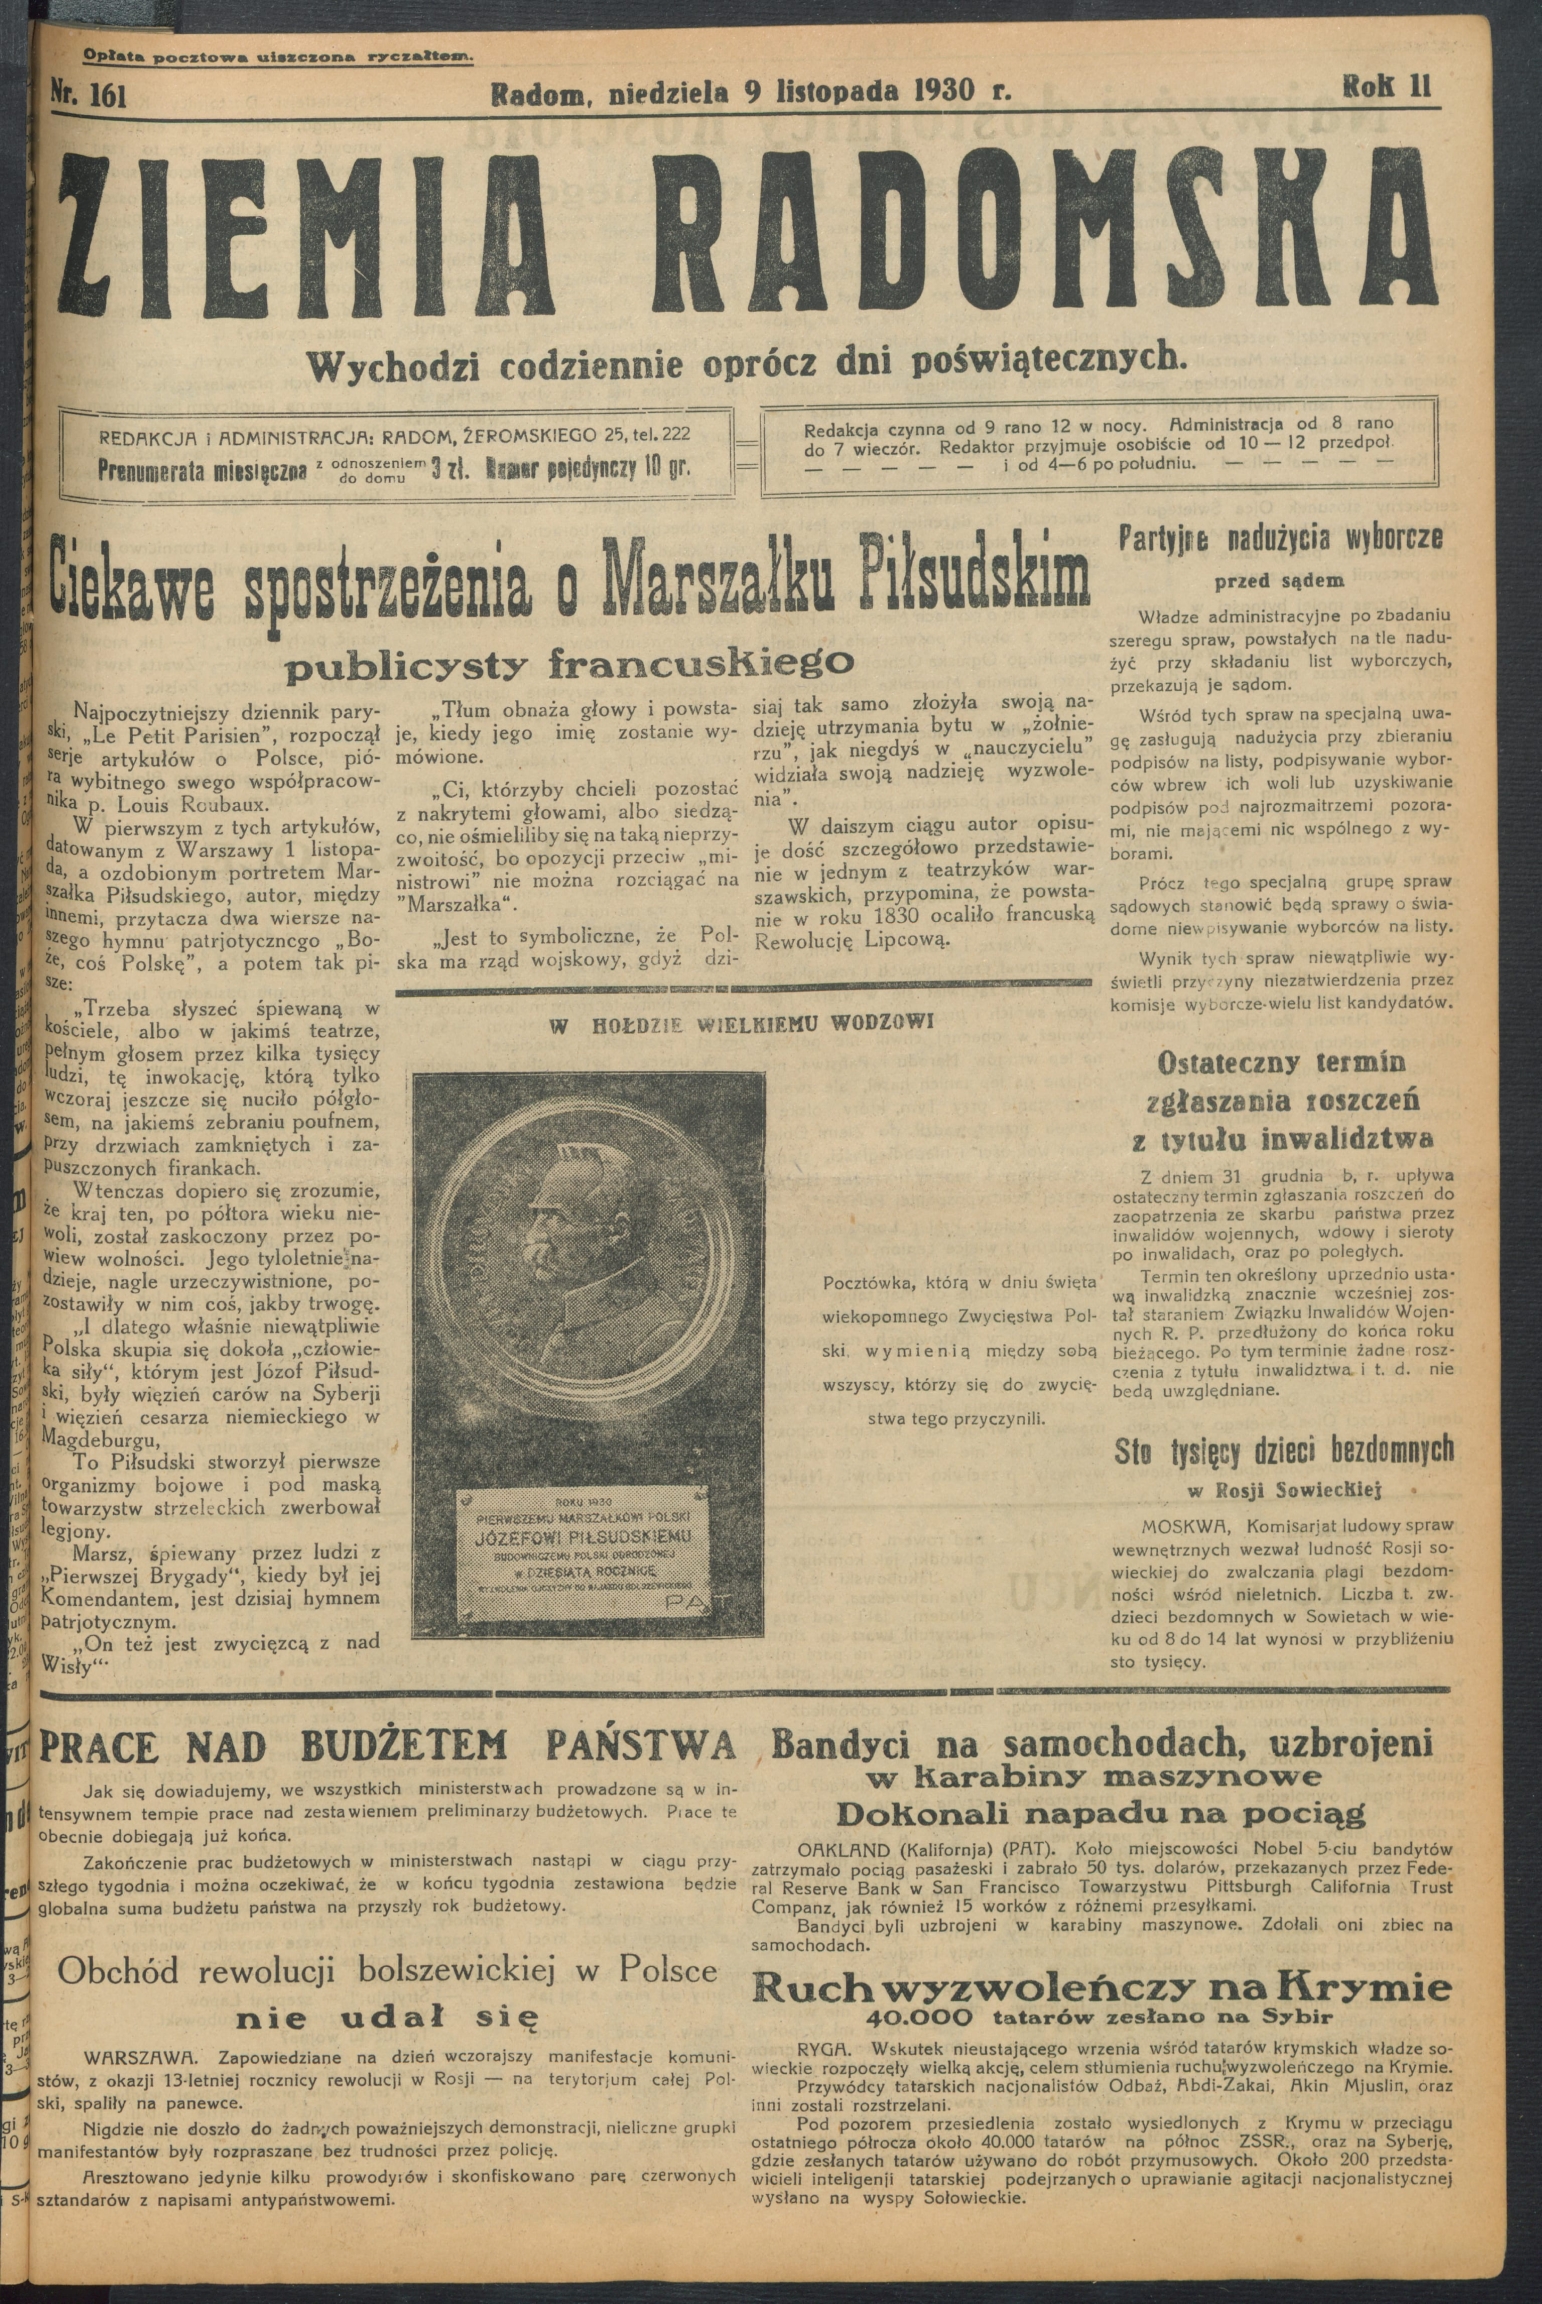 Opłata pocztowa uiszczona ryczałtem.
Nr. 161
Radom, niedziela 9 listopada 1930 r.
Rok 11
ZIEMIA RADOMSKA
Wychodzi codziennie oprócz dni poświątecznych.
REDAKCJA i ADMINISTRACJA: RADOM, ŻEROMSKIEGO 25, tel. 222
Prenumerata miesięczna z odnoszeniem do domu 3 zł. Numer pojedynczy 10 gr.
Redakcja czynna od 9 rano 12 w nocy. Administracja od 8 rano
do 7 wieczór. Redaktor przyjmuje osobiście od 10 — 12 przedpoł.
— — — — — i od 4—6 po południu. — — — — —
Ciekawe spostrzeżenia o Marszałku Piłsudskim
publicysty francuskiego
Najpoczytniejszy dziennik pary-
ski, „Le Petit Parisien”, rozpoczął
serje artykułów o Polsce, pió-
ra wybitnego swego współpracow-
nika p. Louis Roubaux.
W pierwszym z tych artykułów,
datowanym z Warszawy 1 listopa-
da, a ozdobionym portretem Mar-
szałka Piłsudskiego, autor, między
innemi, przytacza dwa wiersze na-
szego hymnu patrjotycznego „Bo-
że, coś Polskę”, a potem tak pi-
sze:
„Trzeba słyszeć śpiewaną w
kościele, albo w jakimś teatrze,
pełnym głosem przez kilka tysięcy
ludzi, tę inwokację, którą tylko
wczoraj jeszcze się nuciło półgło-
sem, na jakiemś zebraniu poufnem,
przy drzwiach zamkniętych i za-
puszczonych firankach.
Wtenczas dopiero się zrozumie,
że kraj ten, po półtora wieku nie-
woli, został zaskoczony przez po-
wiew wolności. Jego tyloletnie na-
dzieje, nagle urzeczywistnione, po-
zostawiły w nim coś, jakby trwogę.
„I dlatego właśnie niewątpliwie
Polska skupia się dokoła „człowie-
ka siły“, którym jest Józof Piłsud-
ski, były więzień carów na Syberji
i więzień cesarza niemieckiego w
Magdeburgu,
To Piłsudski stworzył pierwsze
organizmy bojowe i pod maską
towarzystw strzeleckich zwerbował
legjony.
Marsz, śpiewany przez ludzi z
„Pierwszej Brygady“, kiedy był jej
Komendantem, jest dzisiaj hymnem
patrjotycznym.
„On też jest zwycięzcą z nad
Wisły“·
„Tłum obnaża głowy i powsta-
je, kiedy jego imię zostanie wy-
mówione.
„Ci, którzyby chcieli pozostać
z nakrytemi głowami, albo siedzą-
co, nie ośmieliliby się na taką nieprzy-
zwoitość, bo opozycji przeciw „mi-
nistrowi” nie można rozciągać na
”Marszałka“.
„Jest to symboliczne, że Pol-
ska ma rząd wojskowy, gdyż dzi-
siaj tak samo złożyła swoją na-
dzieję utrzymania bytu w „żołnie-
rzu”, jak niegdyś w „nauczycielu”
widziała swoją nadzieję wyzwole-
nia”.
W daiszym ciągu autor opisu-
je dość szczegółowo przedstawie-
nie w jednym z teatrzyków war-
szawskich, przypomina, że powsta-
nie w roku 1830 ocaliło francuską
Rewolucję Lipcową.
W HOŁDZIE WIELKIEMU WODZOWI
ROKU 1930
PIERWSZEMU MARSZAŁKOWI POLSKI
JÓZEFOWI PIŁSUDSKIEMU
BUDOWNICZEMU POLSKI ODRODZONEJ
W DZIESIĄTĄ ROCZNICĘ
WYZWOLENIA OJCZYZNY OD NAJAZDU BOLSZEWICKIEGO
PAT
Pocztówka, którą w dniu święta
wiekopomnego Zwycięstwa Pol-
ski, wymienią między sobą
wszyscy, którzy się do zwycię-
stwa tego przyczynili.
Partyjne nadużycia wyborcze
przed sądem
Władze administracyjne po zbadaniu
szeregu spraw, powstałych na tle nadu-
żyć przy składaniu list wyborczych,
przekazują je sądom.
Wśród tych spraw na specjalną uwa-
gę zasługują nadużycia przy zbieraniu
podpisów na listy, podpisywanie wybor-
ców wbrew ich woli lub uzyskiwanie
podpisów pod najrozmaitrzemi pozora-
mi, nie mającemi nic wspólnego z wy-
borami.
Prócz tego specjalną grupę spraw
sądowych stanowić będą sprawy o świa-
dome niewpisywanie wyborców na listy.
Wynik tych spraw niewątpliwie wy-
świetli przyczyny niezatwierdzenia przez
komisje wyborcze-wielu list kandydatów.
Ostateczny termin
zgłaszania roszczeń
z tytułu inwalidztwa
Z dniem 31 grudnia b, r. upływa
ostateczny termin zgłaszania roszczeń do
zaopatrzenia ze skarbu państwa przez
inwalidów wojennych, wdowy i sieroty
po inwalidach, oraz po poległych.
Termin ten określony uprzednio usta-
wą inwalidzką znacznie wcześniej zos-
tał staraniem Związku Inwalidów Wojen-
nych R. P. przedłużony do końca roku
bieżącego. Po tym terminie żadne rosz-
czenia z tytułu inwalidztwa i t. d. nie
bedą uwzględniane.
Sto tysięcy dzieci bezdomnych
w Rosji Sowieckiej
MOSKWA, Komisarjat ludowy spraw
wewnętrznych wezwał ludność Rosji so-
wieckiej do zwalczania plagi bezdom-
ności wśród nieletnich. Liczba t. zw.
dzieci bezdomnych w Sowietach w wie-
ku od 8 do 14 lat wynosi w przybliżeniu
sto tysięcy.
PRACE NAD BUDŻETEM PAŃSTWA
Jak się dowiadujemy, we wszystkich ministerstwach prowadzone są w in-
tensywnem tempie prace nad zestawieniem preliminarzy budżetowych. Prace te
obecnie dobiegają już końca.
Zakończenie prac budżetowych w ministerstwach nastąpi w ciągu przy-
szłego tygodnia i można oczekiwać, że w końcu tygodnia zestawiona będzie
globalna suma budżetu państwa na przyszły rok budżetowy.
Obchód rewolucji bolszewickiej w Polsce
nie udał się
WARSZAWA. Zapowiedziane na dzień wczorajszy manifestacje komuni-
stów, z okazji 13-letniej rocznicy rewolucji w Rosji — na terytorjum całej Pol-
ski, spaliły na panewce.
Nigdzie nie doszło do żadnych poważniejszych demonstracji, nieliczne grupki
manifestantów były rozpraszane bez trudności przez policję.
Aresztowano jedynie kilku prowodyrów i skonfiskowano parę czerwonych
sztandarów z napisami antypaństwowemi.
Bandyci na samochodach, uzbrojeni
w karabiny maszynowe
Dokonali napadu na pociąg
OAKLAND (Kalifornja) (PAT). Koło miejscowości Nobel 5-ciu bandytów
zatrzymało pociąg pasażeski i zabrało 50 tys. dolarów, przekazanych przez Fede-
ral Reserve Bank w San Francisco Towarzystwu Pittsburgh California Trust
Companz, jak również 15 worków z różnemi przesyłkami.
Bandyci byli uzbrojeni w karabiny maszynowe. Zdołali oni zbiec na
samochodach.
Ruch wyzwoleńczy na Krymie
40.000 tatarów zesłano na Sybir
RYGA. Wskutek nieustającego wrzenia wśród tatarów krymskich władze so-
wieckie rozpoczęły wielką akcję, celem stłumienia ruchu wyzwoleńczego na Krymie.
Przywódcy tatarskich nacjonalistów Odbaż, Abdi-Zakai, Akin Mjuslin, oraz
inni zostali rozstrzelani.
Pod pozorem przesiedlenia zostało wysiedlonych z Krymu w przeciągu
ostatniego półrocza około 40.000 tatarów na północ ZSSR., oraz na Syberję,
gdzie zesłanych tatarów używano do robót przymusowych. Około 200 przedsta-
wicieli inteligenji tatarskiej podejrzanych o uprawianie agitacji nacjonalistycznej
wysłano na wyspy Sołowieckie.